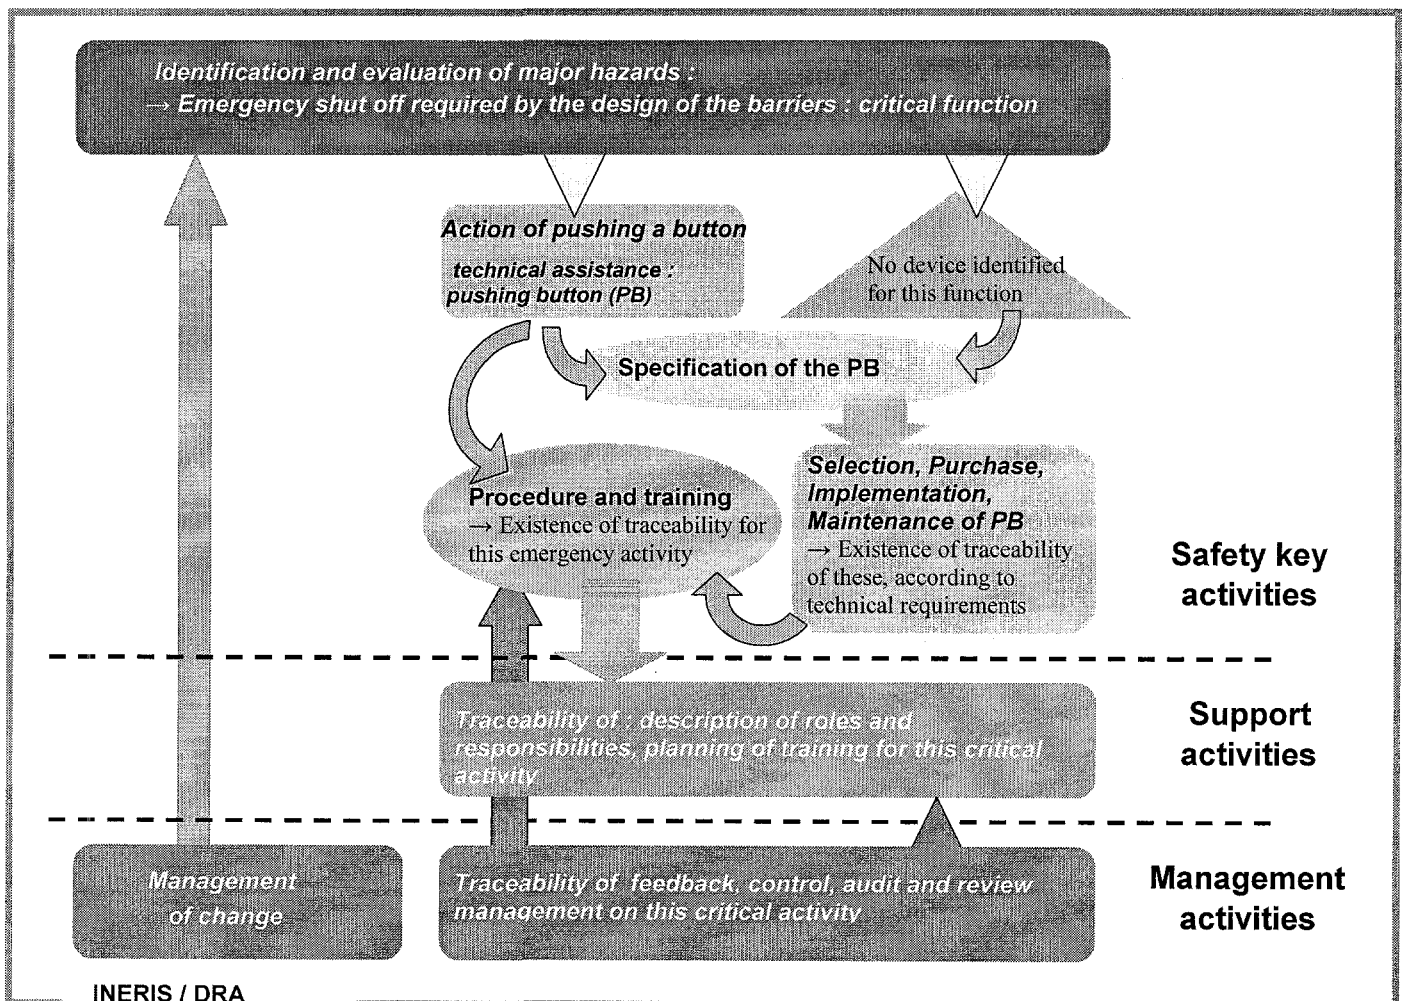 Identification and evaluation of major hazards :
→ Emergency shut off required by the design of the barriers : critical function
Action of pushing a button
technical assistance :
pushing button (PB)
No device identified
for this function
Specification of the PB
Procedure and training
→ Existence of traceability for
this emergency activity
Selection, Purchase,
Implementation,
Maintenance of PB
→ Existence of traceability
of these, according to
technical requirements
Safety key
activities
Traceability of : description of roles and
responsibilities, planning of training for this critical
activity
Support
activities
Management
of change
Traceability of feedback, control, audit and review
management on this critical activity
Management
activities
INERIS / DRA